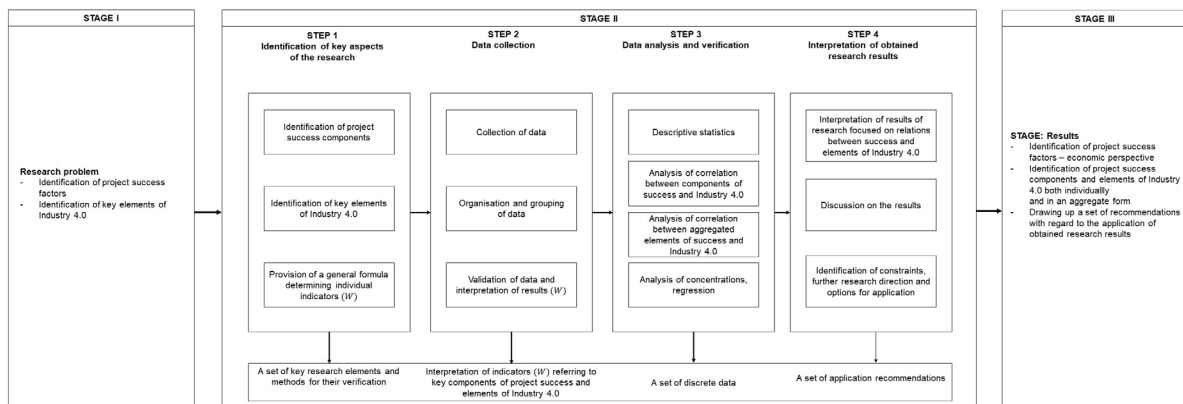 STAGE I
Research problem
- Identification of project success
factors
- Identification of key elements of
Industry 4.0
STAGE II
STEP 1
Identification of key aspects
of the research
Identification of project
success components
Identification of key elements
of Industry 4.0
Provision of a general formula
determining individual
indicators (W)
A set of key research elements and
methods for their verification
STEP 2
Data collection
Collection of data
Organisation and grouping
of data
Validation of data and
interpretation of results (W)
Interpretation of indicators (W) referring to
key components of project success and
elements of Industry 4.0
STEP 3
Data analysis and verification
Descriptive statistics
Analysis of correlation
between components of
success and Industry 4.0
Analysis of correlation
between aggregated
elements of success and
Industry 4.0
Analysis of concentrations,
regression
A set of discrete data
STEP 4
Interpretation of obtained
research results
Interpretation of results of
research focused on relations
between success and
elements of Industry 4.0
Discussion on the results
Identification of constraints,
further research direction and
options for application
A set of application recommendations
STAGE III
STAGE: Results
- Identification of project success
factors – economic perspective
- Identification of project success
components and elements of Industry
4.0 both individuallly
and in an aggregate form
- Drawing up a set of recommendations
with regard to the application of
obtained research results